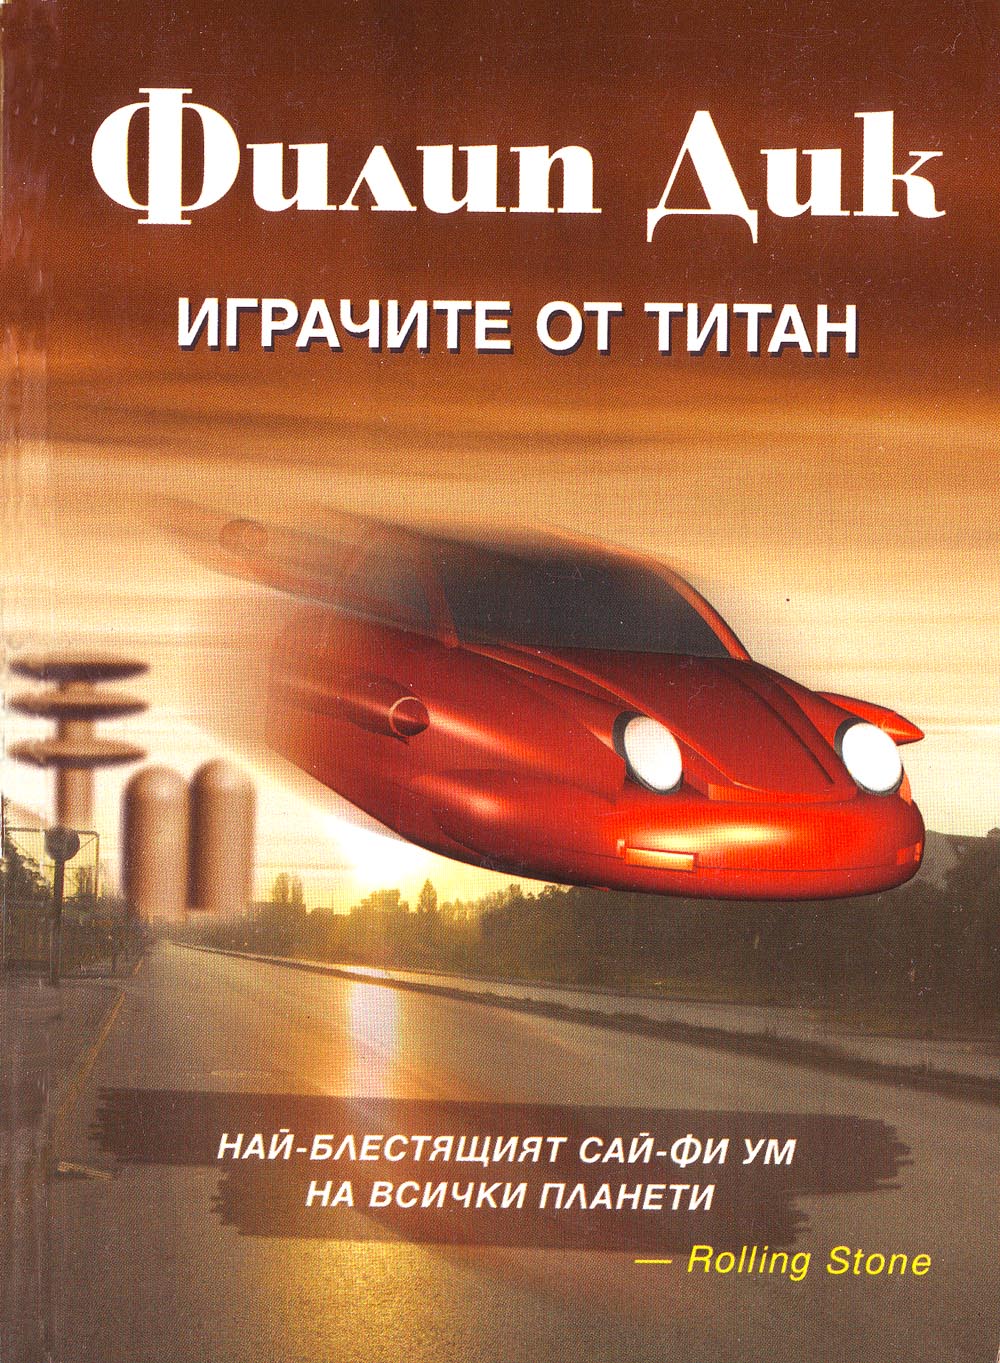 Филип Дик
ИГРАЧИТЕ ОТ ТИТАН
НАЙ-БЛЕСТЯЩИЯТ САЙ-ФИ УМ
НА ВСИЧКИ ПЛАНЕТИ
— Rolling Stone